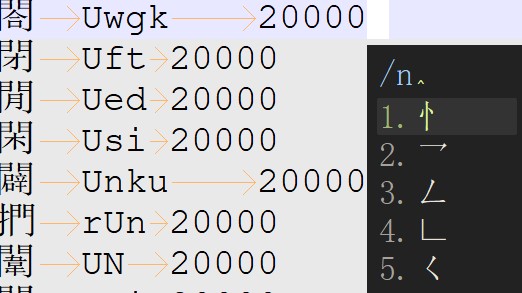 閤 Uwgk 20000
閉 Uft 20000
閒 Ued 20000
閑 Usi 20000
闢 Unku 20000
捫 rUn 20000
闈 UN 20000
/n‸
1. 忄
2. 乛
3. ㄥ
4. ㄴ
5. く